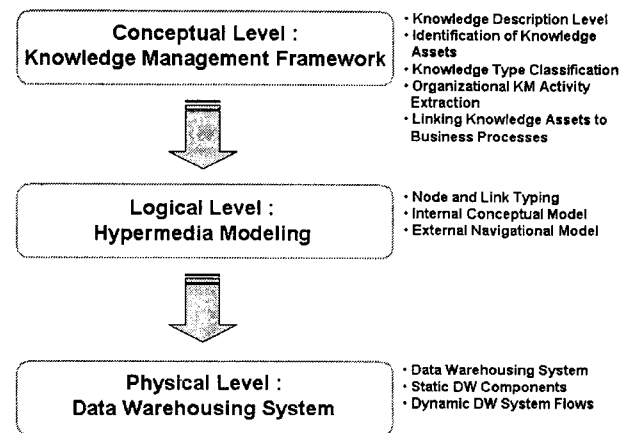 Conceptual Level :
Knowledge Management Framework
• Knowledge Description Level
• Identification of Knowledge
Assets
• Knowledge Type Classification
• Organizational KM Activity
Extraction
• Linking Knowledge Assets to
Business Processes
Logical Level :
Hypermedia Modeling
• Node and Link Typing
• Internal Conceptual Model
• External Navigational Model
Physical Level :
Data Warehousing System
• Data Warehousing System
• Static DW Components
• Dynamic DW System Flows